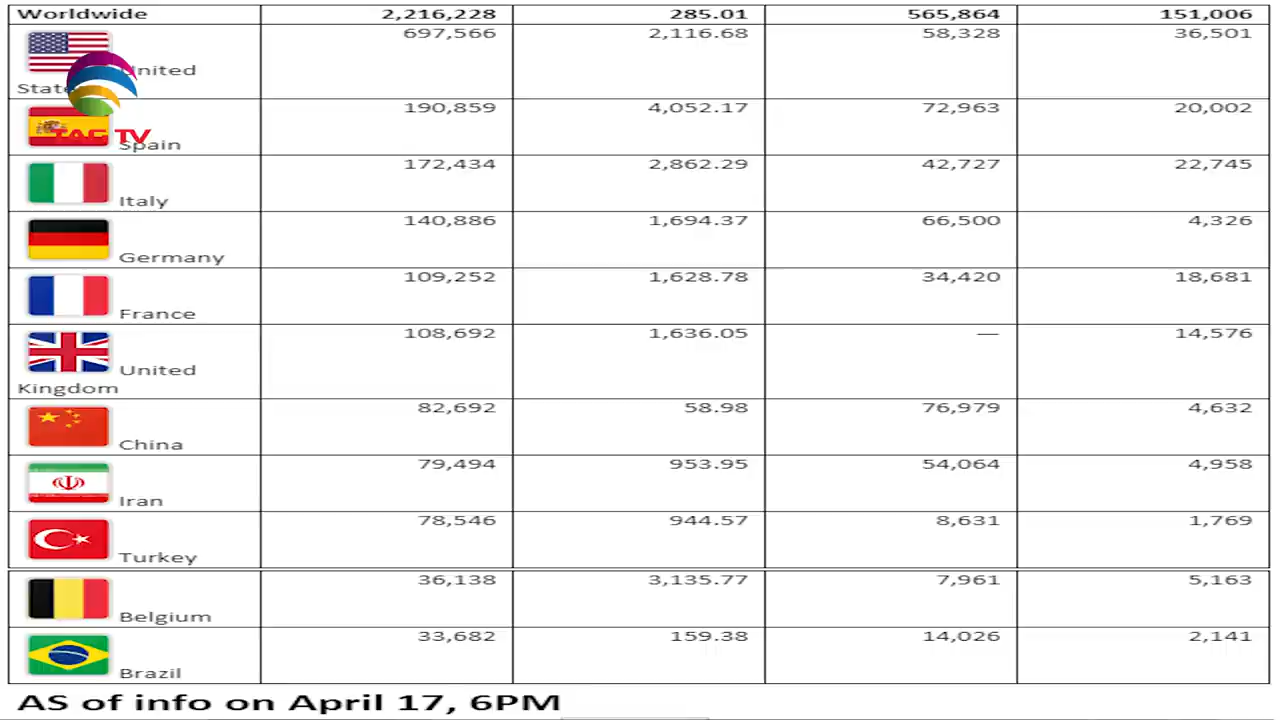 Worldwide 2,216,228 285.01 565,864 151,006
United States 697,566 2,116.68 58,328 36,501
TAG TV
Spain 190,859 4,052.17 72,963 20,002
Italy 172,434 2,862.29 42,727 22,745
Germany 140,886 1,694.37 66,500 4,326
France 109,252 1,628.78 34,420 18,681
United Kingdom 108,692 1,636.05 — 14,576
China 82,692 58.98 76,979 4,632
Iran 79,494 953.95 54,064 4,958
Turkey 78,546 944.57 8,631 1,769
Belgium 36,138 3,135.77 7,961 5,163
Brazil 33,682 159.38 14,026 2,141
AS of info on April 17, 6PM